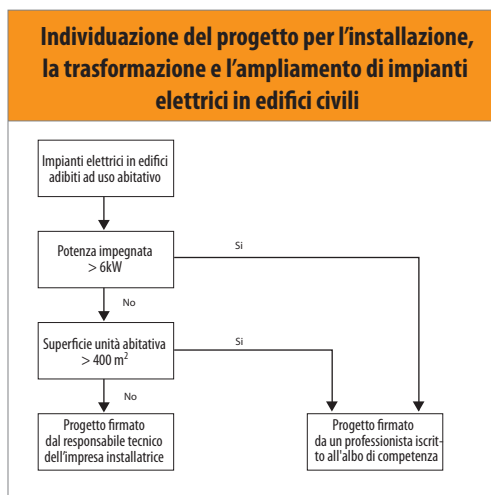 Individuazione del progetto per l'installazione,
la trasformazione e l'ampliamento di impianti
elettrici in edifici civili
Impianti elettrici in edifici
adibiti ad uso abitativo
Potenza impegnata
> 6kW
Si
No
Superficie unità abitativa
> 400 m²
Si
No
Progetto firmato
dal responsabile tecnico
dell'impresa installatrice
Progetto firmato
da un professionista iscrit-
to all'albo di competenza